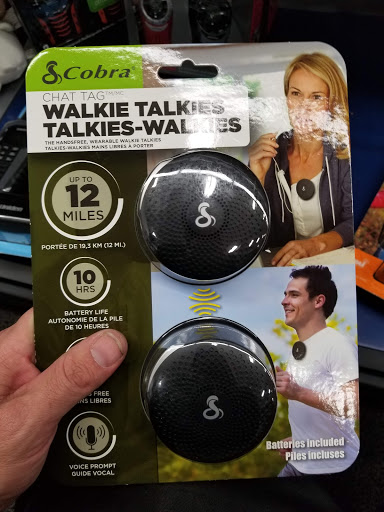 Cobra
CHAT TAG
WALKIE TALKIES
TALKIES-WALKIES
THE HANDSFREE, WEARABLE WALKIE TALKIES
TALKIES-WALKIES MAINS LIBRES À PORTER
UP TO
12
MILES
PORTÉE DE 19,3 KM (12 MI.)
10
HRS
BATTERY LIFE
AUTONOMIE DE LA PILE
DE 10 HEURES
FREE
LIBRES
VOICE PROMPT
GUIDE VOCAL
Batteries included
Piles incluses